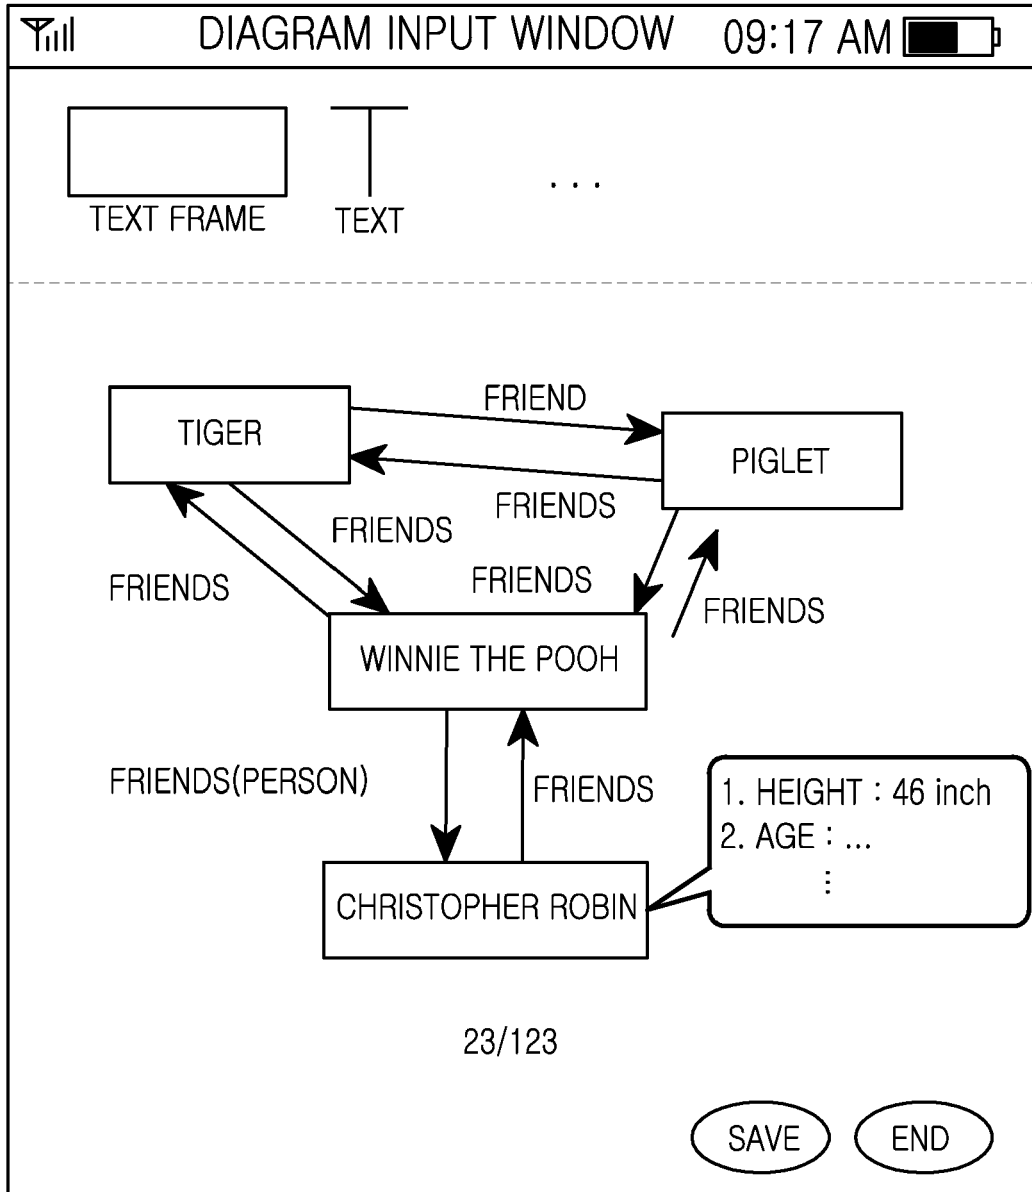 DIAGRAM INPUT WINDOW 09:17 AM
TEXT FRAME
TEXT
...
FRIEND
TIGER
PIGLET
FRIENDS
FRIENDS
FRIENDS
FRIENDS
FRIENDS
WINNIE THE POOH
FRIENDS(PERSON)
FRIENDS
1. HEIGHT : 46 inch
2. AGE : ...
⋮
CHRISTOPHER ROBIN
23/123
SAVE
END